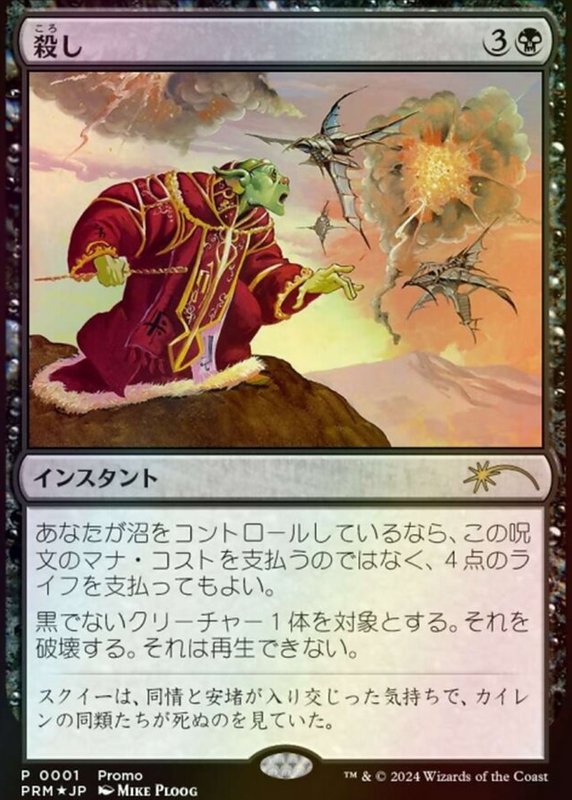 ころ
殺し
3
インスタント
あなたが沼をコントロールしているなら、この呪
文のマナ・コストを支払うのではなく、４点のラ
イフを支払ってもよい。
黒でないクリーチャー１体を対象とする。それを
破壊する。それは再生できない。
スクイーは、同情と安堵が入り交じった気持ちで、カイレ
ンの同類たちが死ぬのを見ていた。
P 0001 Promo
PRM★JP Mike Ploog
™ & © 2024 Wizards of the Coast